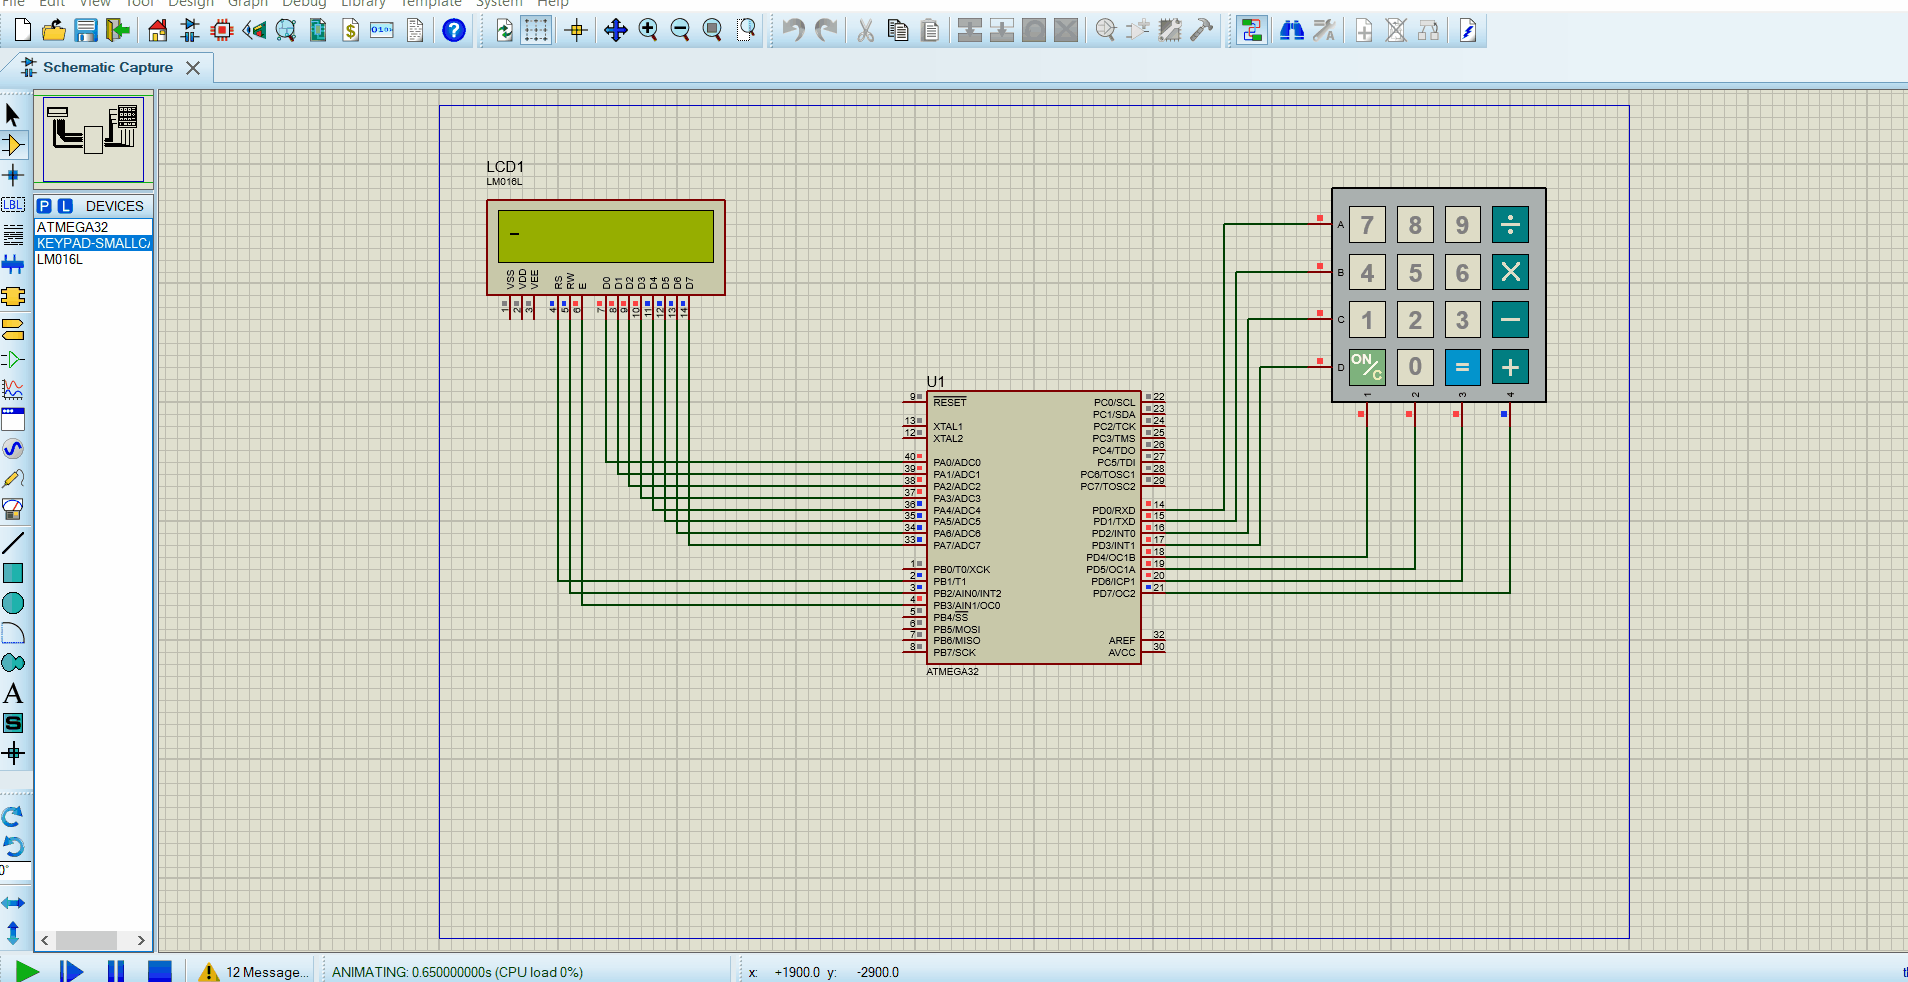 File Edit View Tool Design Graph Debug Library Template System Help
Schematic Capture
P L DEVICES
ATMEGA32
KEYPAD-SMALLC
LM016L
LBL
A
S
0°
LCD1
LM016L
VSS VDD VEE RS RW E D0 D1 D2 D3 D4 D5 D6 D7
1 2 3 4 5 6 7 8 9 10 11 12 13 14
U1
9 RESET
13 XTAL1
12 XTAL2
40 PA0/ADC0
39 PA1/ADC1
38 PA2/ADC2
37 PA3/ADC3
36 PA4/ADC4
35 PA5/ADC5
34 PA6/ADC6
33 PA7/ADC7
1 PB0/T0/XCK
2 PB1/T1
3 PB2/AIN0/INT2
4 PB3/AIN1/OC0
5 PB4/SS
6 PB5/MOSI
7 PB6/MISO
8 PB7/SCK
PC0/SCL 22
PC1/SDA 23
PC2/TCK 24
PC3/TMS 25
PC4/TDO 26
PC5/TDI 27
PC6/TOSC1 28
PC7/TOSC2 29
PD0/RXD 14
PD1/TXD 15
PD2/INT0 16
PD3/INT1 17
PD4/OC1B 18
PD5/OC1A 19
PD6/ICP1 20
PD7/OC2 21
AREF 32
AVCC 30
ATMEGA32
A 7 8 9 ÷
B 4 5 6 ×
C 1 2 3 −
D ON/C 0 = +
1 2 3 4
12 Message...
ANIMATING: 0.650000000s (CPU load 0%)
x: +1900.0 y: -2900.0